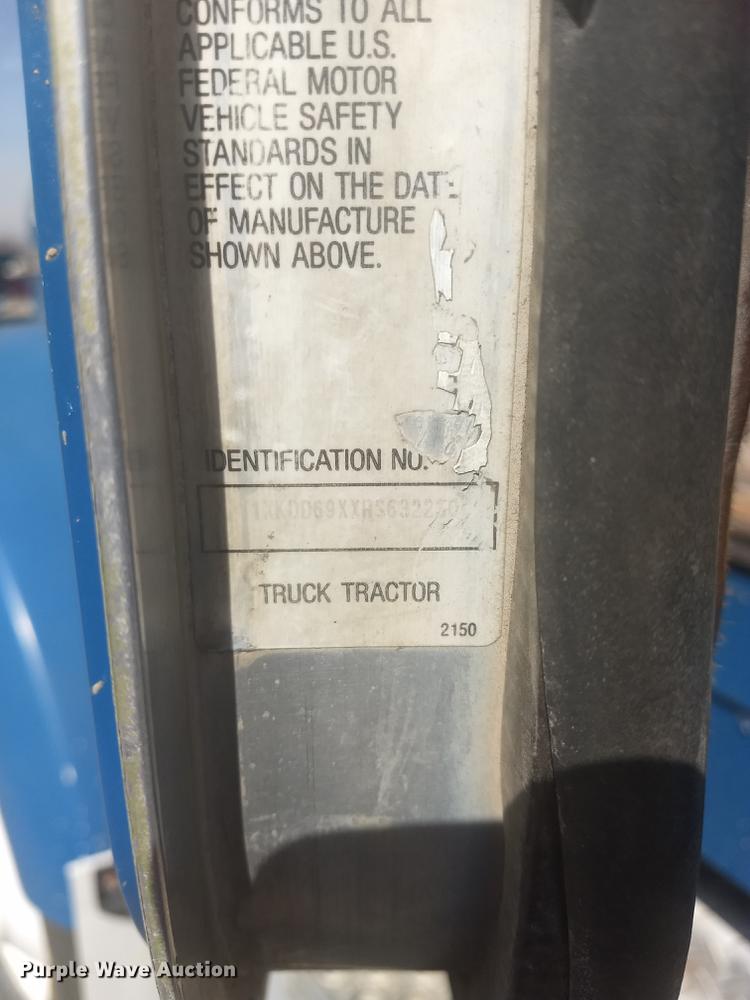 CONFORMS TO ALL
APPLICABLE U.S.
FEDERAL MOTOR
VEHICLE SAFETY
STANDARDS IN
EFFECT ON THE DATE
OF MANUFACTURE
SHOWN ABOVE.
IDENTIFICATION NO.
TRUCK TRACTOR
2150
Purple Wave Auction